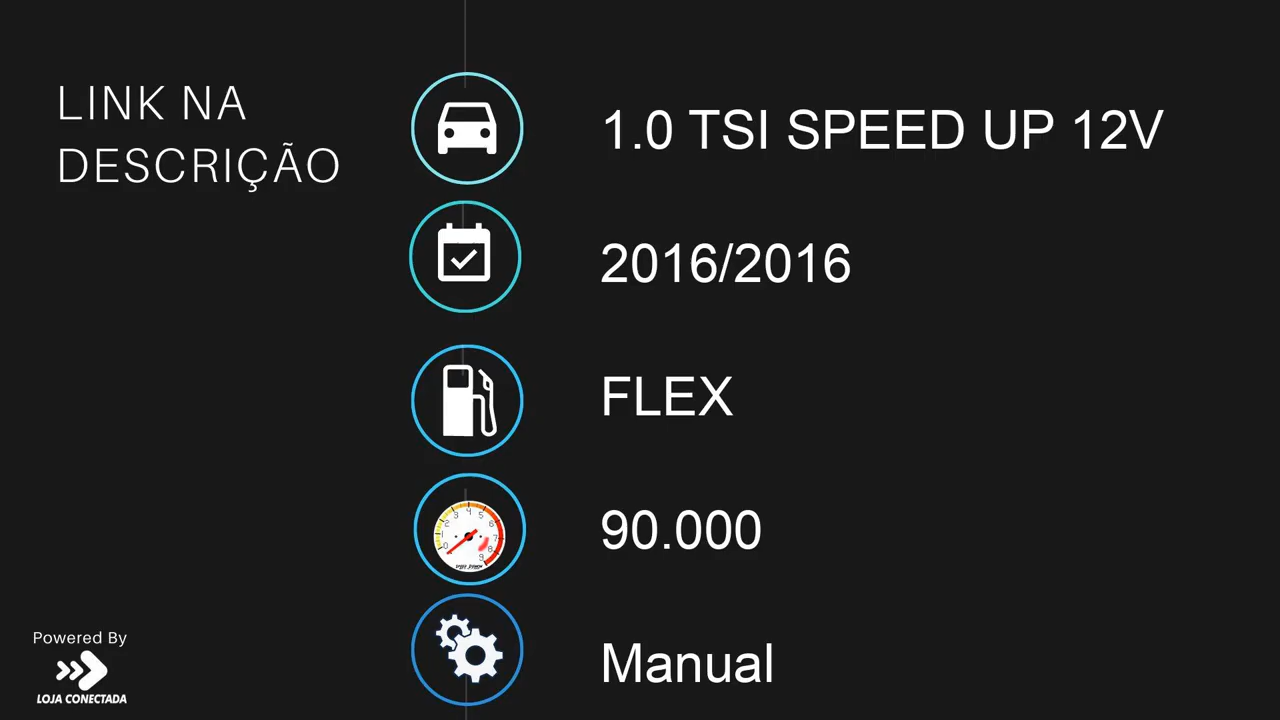 LINK NA
DESCRIÇÃO
1.0 TSI SPEED UP 12V
2016/2016
FLEX
90.000
Manual
Powered By
LOJA CONECTADA